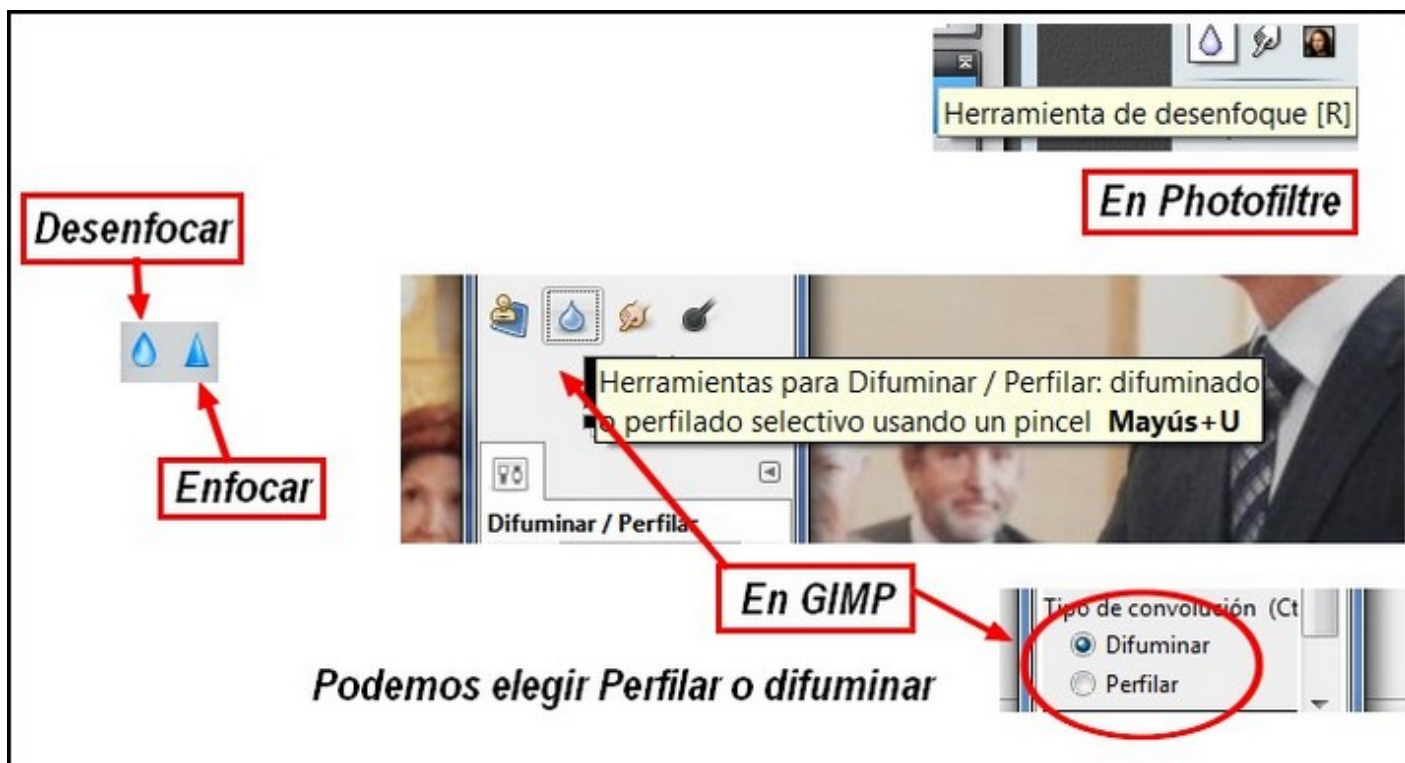 Herramienta de desenfoque [R]
En Photofiltre
Desenfocar
Enfocar
Herramientas para Difuminar / Perfilar: difuminado
o perfilado selectivo usando un pincel Mayús+U
Difuminar / Perfilar
En GIMP
Tipo de convolución (Ct
Difuminar
Perfilar
Podemos elegir Perfilar o difuminar